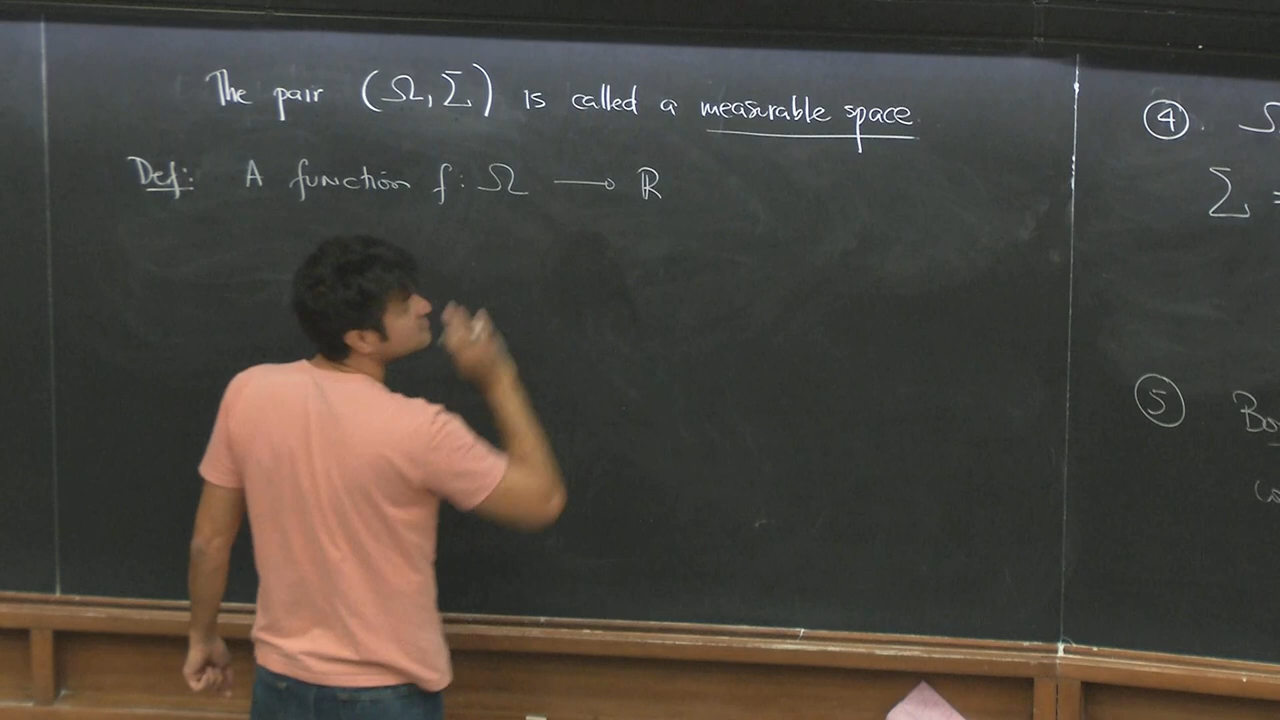 The pair (Ω, Σ) is called a measurable space.
Def: A function f: Ω → ℝ
④
Σ =
⑤